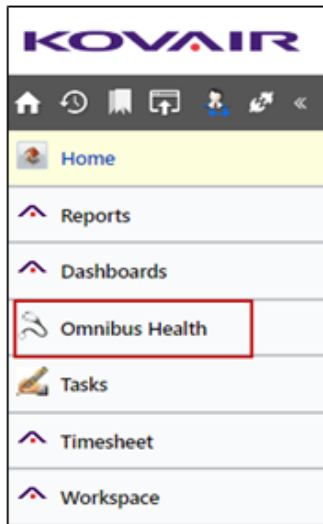 KOVAIR
Home
Reports
Dashboards
Omnibus Health
Tasks
Timesheet
Workspace